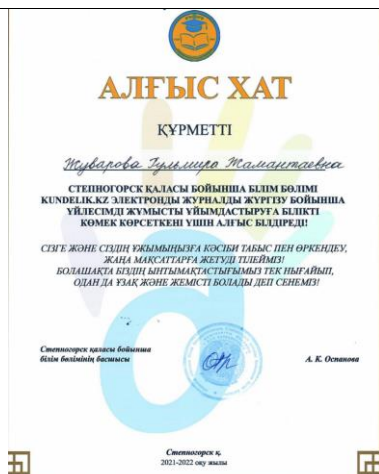 АЛҒЫС ХАТ
ҚҰРМЕТТІ
Жуварова Гульмира Жамантаевна
СТЕПНОГОРСК ҚАЛАСЫ БОЙЫНША БІЛІМ БӨЛІМІ
KUNDELIK.KZ ЭЛЕКТРОНДЫ ЖУРНАЛДЫ ЖҮРГІЗУ БОЙЫНША
ҮЙЛЕСІМДІ ЖҰМЫСТЫ ҰЙЫМДАСТЫРУҒА БІЛІКТІ
КӨМЕК КӨРСЕТКЕНІ ҮШІН АЛҒЫС БІЛДІРЕДІ!
СІЗГЕ ЖӘНЕ СІЗДІҢ ҰЖЫМЫҢЫЗҒА КӘСІБИ ТАБЫС ПЕН ӨРКЕНДЕУ,
ЖАҢА МАҚСАТТАРҒА ЖЕТУДІ ТІЛЕЙМІЗ!
БОЛАШАҚТА БІЗДІҢ ЫНТЫМАҚТАСТЫҒЫМЫЗ ТЕК НЫҒАЙЫП,
ОДАН ДА ҰЗАҚ ЖӘНЕ ЖЕМІСТІ БОЛАДЫ ДЕП СЕНЕМІЗ!
Степногорск қаласы бойынша
білім бөлімінің басшысы
А. К. Оспанова
Степногорск қ.
2021-2022 оқу жылы